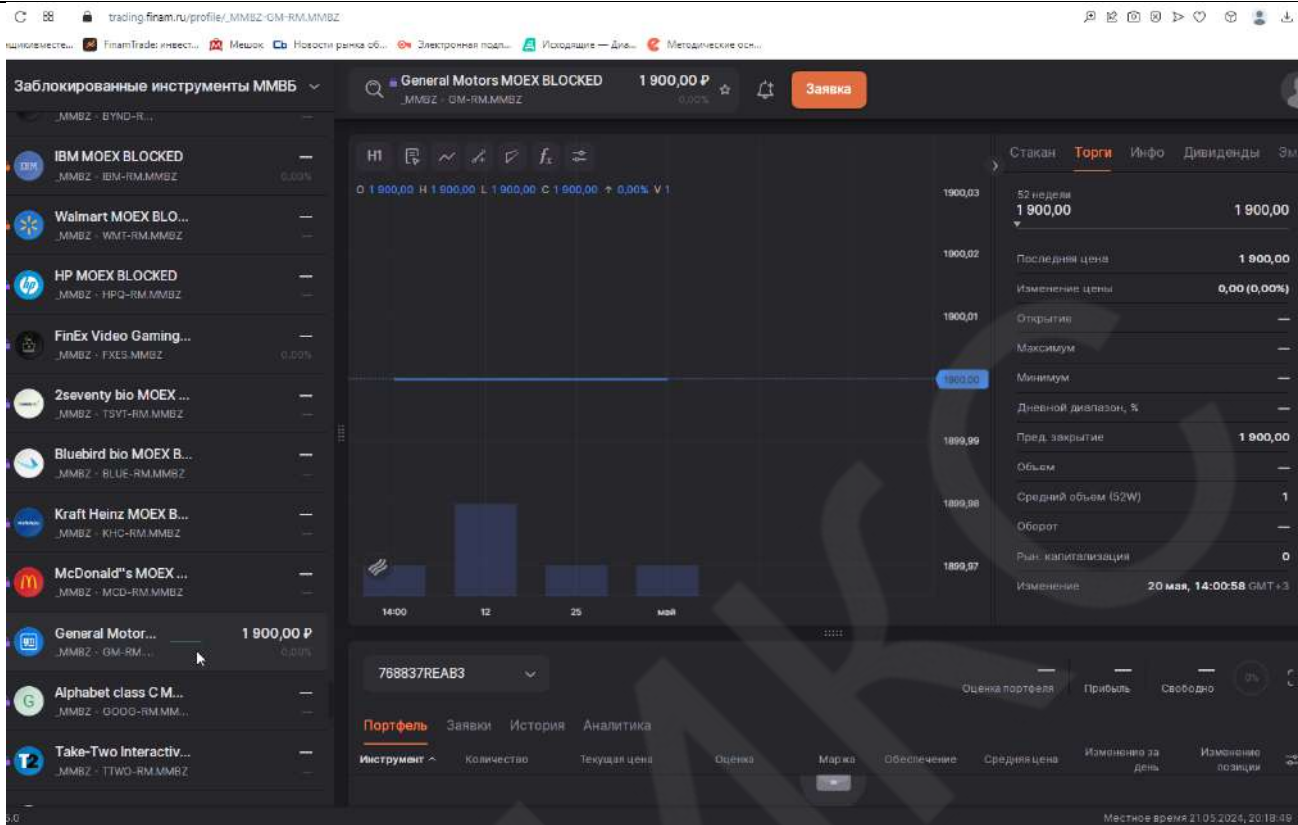 trading.finam.ru/profile/_MMBZ-GM-RM.MMBZ
FinamTrade: инвест... Мешок Новости рынка об... Электронная подп... Исходящие — Диа... Методические осн...
Заблокированные инструменты ММВБ
General Motors MOEX BLOCKED 1 900,00 ₽
_MMBZ - GM-RM.MMBZ 0,00%
Заявка
_MMBZ - BYND-R... —
IBM MOEX BLOCKED —
_MMBZ - IBM-RM.MMBZ 0,00%
Walmart MOEX BLO... —
_MMBZ - WMT-RM.MMBZ —
HP MOEX BLOCKED —
_MMBZ - HPQ-RM.MMBZ —
FinEx Video Gaming... —
_MMBZ - FXES.MMBZ 0,00%
2seventy bio MOEX ... —
_MMBZ - TSVT-RM.MMBZ —
Bluebird bio MOEX B... —
_MMBZ - BLUE-RM.MMBZ —
Kraft Heinz MOEX B... —
_MMBZ - KHC-RM.MMBZ —
McDonald"s MOEX ... —
_MMBZ - MCD-RM.MMBZ —
General Motor... 1 900,00 ₽
_MMBZ - GM-RM.... 0,00%
Alphabet class C M... —
_MMBZ - GOOG-RM.MM... —
Take-Two Interactiv... —
_MMBZ - TTWO-RM.MMBZ —
H1
O 1 900,00 H 1 900,00 L 1 900,00 C 1 900,00 0,00% V 1
1900,03
1900,02
1900,01
1900,00
1899,99
1899,98
1899,97
14:00 12 25 май
Стакан Торги Инфо Дивиденды Эм
52 недели
1 900,00 1 900,00
Последняя цена 1 900,00
Изменение цены 0,00 (0,00%)
Открытие —
Максимум —
Минимум —
Дневной диапазон, % —
Пред. закрытие 1 900,00
Объем —
Средний объем (52W) 1
Оборот —
Рын. капитализация 0
Изменение 20 мая, 14:00:58 GMT+3
768837REAB3
— — — 0%
Оценка портфеля Прибыль Свободно
Портфель Заявки История Аналитика
Инструмент Количество Текущая цена Оценка Маржа Обеспечение Средняя цена Изменение за день Изменение позиции
Местное время 21.05.2024, 20:18:49
МКС